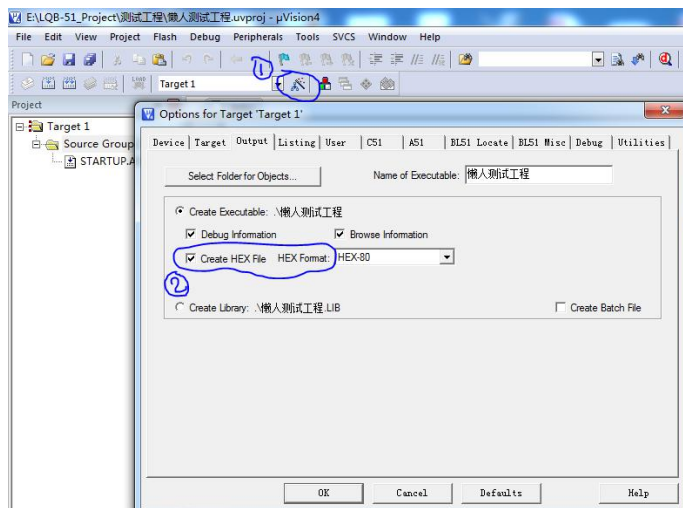 E:\LQB-51_Project\测试工程\懒人测试工程.uvproj - µVision4
File Edit View Project Flash Debug Peripherals Tools SVCS Window Help
①
Target 1
Project
Options for Target 'Target 1'
Target 1
Source Group
STARTUP.A
Device Target Output Listing User C51 A51 BL51 Locate BL51 Misc Debug Utilities
Select Folder for Objects... Name of Executable: 懒人测试工程
Create Executable: .\懒人测试工程
Debug Information Browse Information
Create HEX File HEX Format: HEX-80
②
Create Library: .\懒人测试工程.LIB Create Batch File
OK Cancel Defaults Help